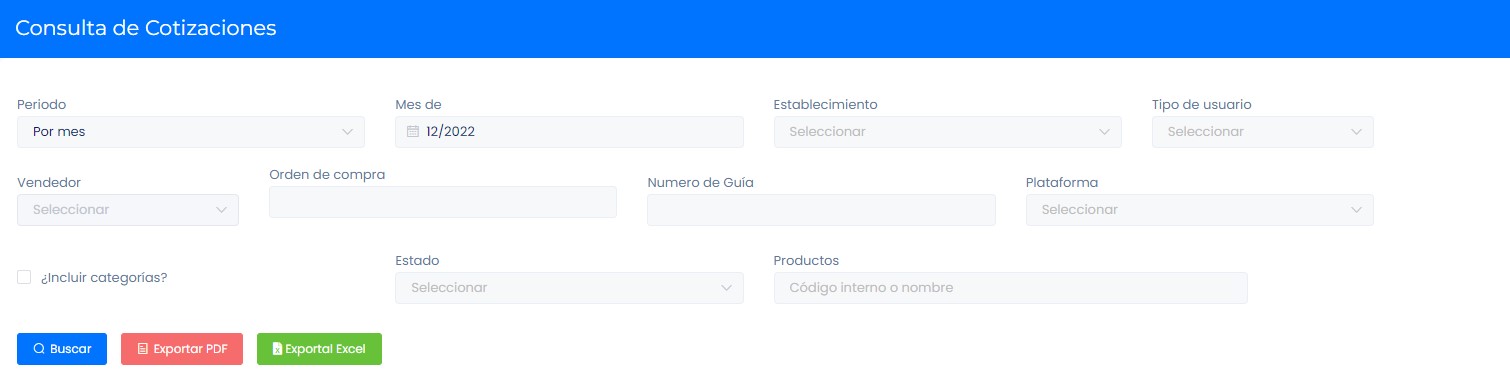 Consulta de Cotizaciones
Periodo
Mes de
Establecimiento
Tipo de usuario
Por mes
12/2022
Seleccionar
Seleccionar
Vendedor
Orden de compra
Numero de Guía
Plataforma
Seleccionar
Seleccionar
¿Incluir categorías?
Estado
Productos
Seleccionar
Código interno o nombre
Buscar
Exportar PDF
Exportal Excel